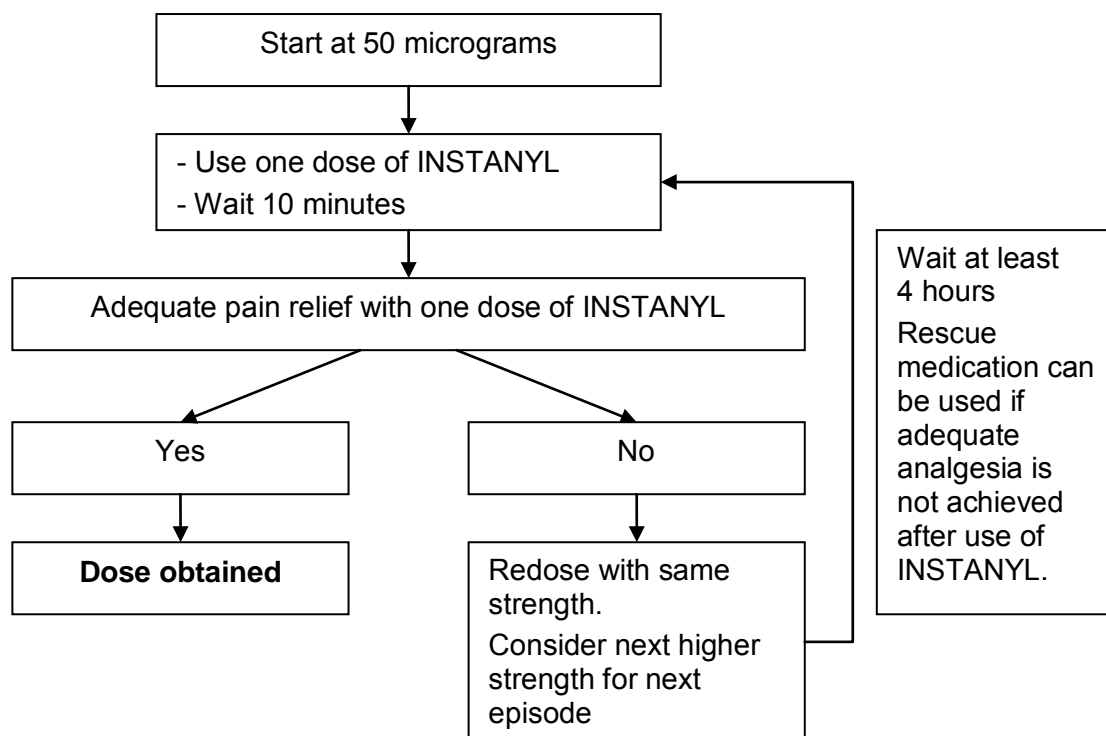 Start at 50 micrograms
- Use one dose of INSTANYL
- Wait 10 minutes
Adequate pain relief with one dose of INSTANYL
Yes
No
Dose obtained
Redose with same
strength.
Consider next higher
strength for next
episode
Wait at least
4 hours
Rescue
medication can
be used if
adequate
analgesia is
not achieved
after use of
INSTANYL.